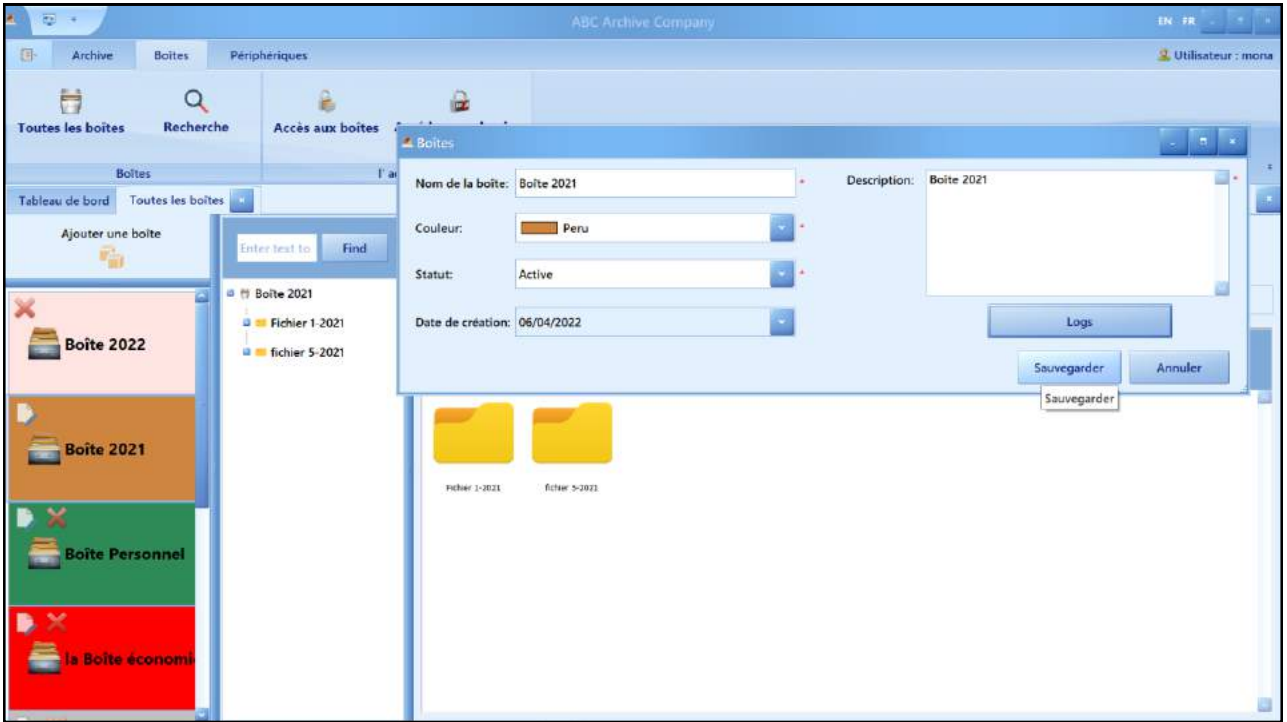 ABC Archive Company
EN FR
Archive Boîtes Périphériques
Utilisateur : mona
Toutes les boîtes Recherche Accès aux boîtes
Boîtes
Tableau de bord Toutes les boîtes
Ajouter une boîte
Enter text to Find
Boîte 2022
Boîte 2021
Boîte Personnel
la Boîte économi
Boîte 2021
Fichier 1-2021
fichier 5-2021
Boîtes
Nom de la boîte: Boîte 2021 *
Couleur: Peru *
Statut: Active *
Date de création: 06/04/2022
Description: Boîte 2021 *
Logs
Sauvegarder Annuler
Sauvegarder
Fichier 1-2021 fichier 5-2021